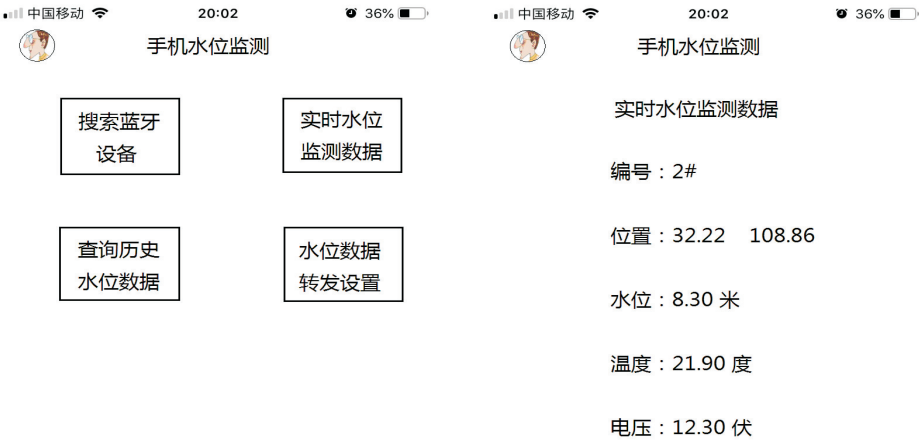 中国移动 20:02 36%
手机水位监测
搜索蓝牙
设备
实时水位
监测数据
查询历史
水位数据
水位数据
转发设置
中国移动 20:02 36%
手机水位监测
实时水位监测数据
编号：2#
位置：32.22 108.86
水位：8.30 米
温度：21.90 度
电压：12.30 伏